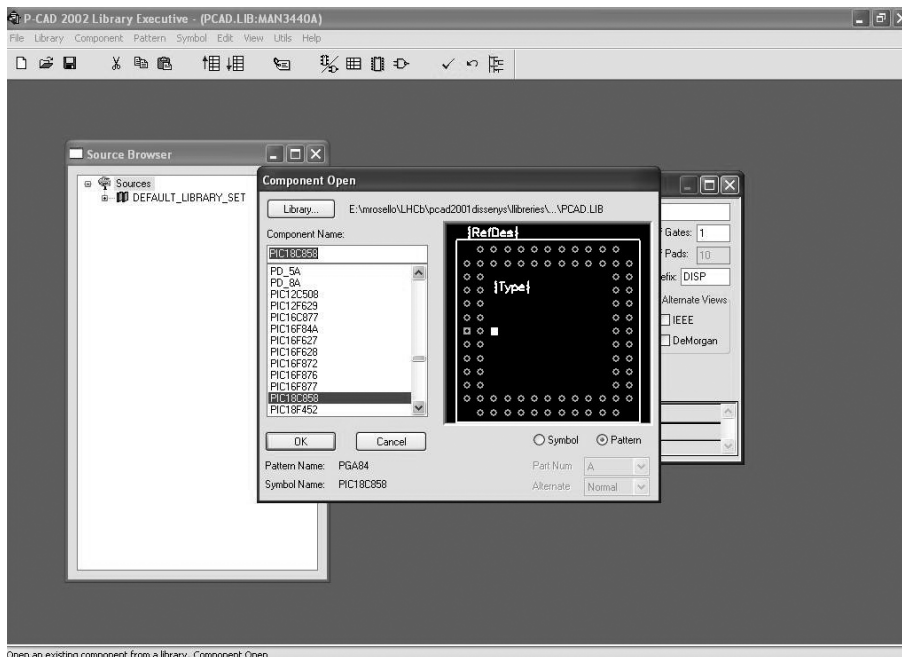 P-CAD 2002 Library Executive - (PCAD.LIB:MAN3440A)
File Library Component Pattern Symbol Edit View Utils Help
Source Browser
Sources
DEFAULT_LIBRARY_SET
Component Open
Library... E:\mrosello\LHCb\pcad2001dissenys\llibreries\...\PCAD.LIB
Component Name:
PIC18C858
PD_5A
PD_8A
PIC12C508
PIC12F629
PIC16C877
PIC16F84A
PIC16F627
PIC16F628
PIC16F872
PIC16F876
PIC16F877
PIC18C858
PIC18F452
{RefDes}
{Type}
OK Cancel
Symbol Pattern
Pattern Name: PGA84
Part Num A
Symbol Name: PIC18C858
Alternate Normal
Gates: 1
Pads: 10
DISP
Alternate Views
IEEE
DeMorgan
Open an existing component from a library. Component Open